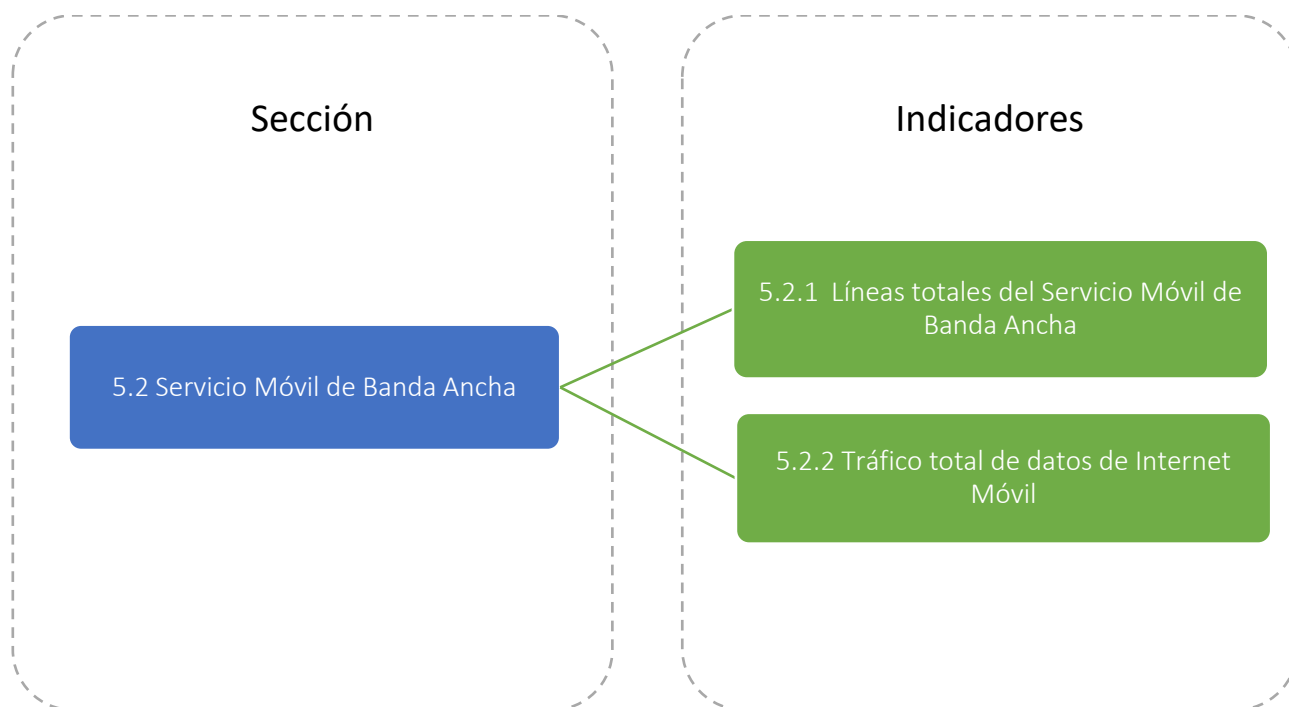 Sección
5.2 Servicio Móvil de Banda Ancha
Indicadores
5.2.1  Líneas totales del Servicio Móvil de
Banda Ancha
5.2.2 Tráfico total de datos de Internet
Móvil